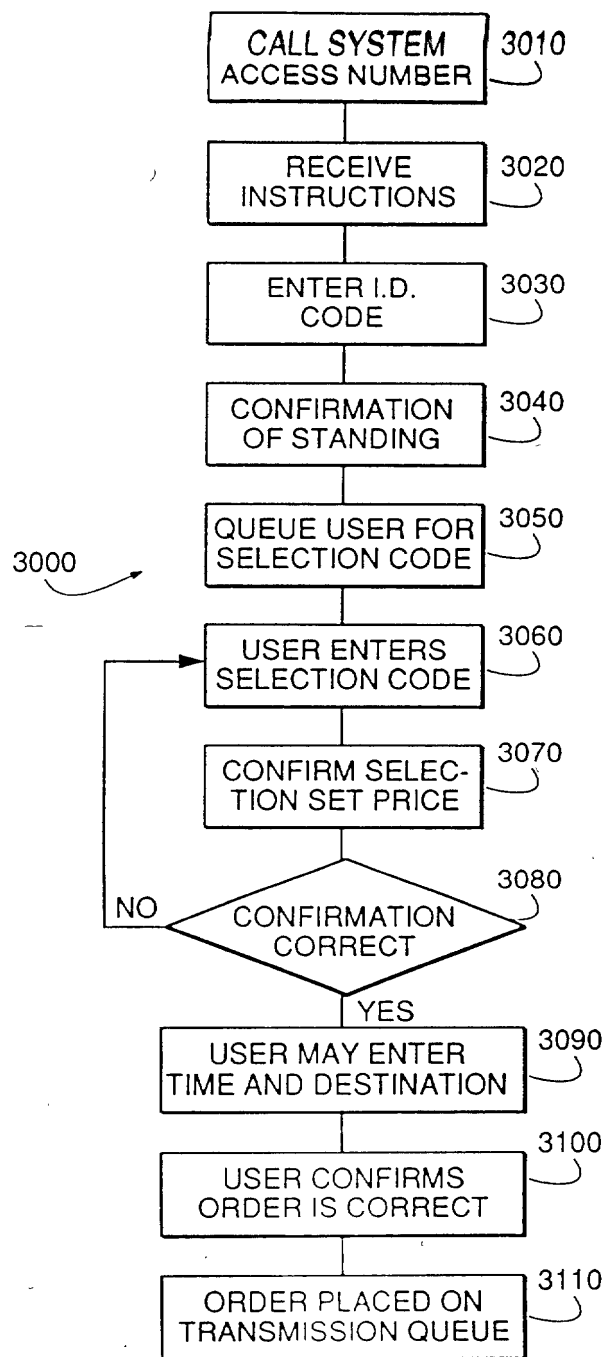 CALL SYSTEM
ACCESS NUMBER
3010
RECEIVE
INSTRUCTIONS
3020
ENTER I.D.
CODE
3030
CONFIRMATION
OF STANDING
3040
QUEUE USER FOR
SELECTION CODE
3050
3000
USER ENTERS
SELECTION CODE
3060
CONFIRM SELEC-
TION SET PRICE
3070
CONFIRMATION
CORRECT
3080
NO
YES
USER MAY ENTER
TIME AND DESTINATION
3090
USER CONFIRMS
ORDER IS CORRECT
3100
ORDER PLACED ON
TRANSMISSION QUEUE
3110